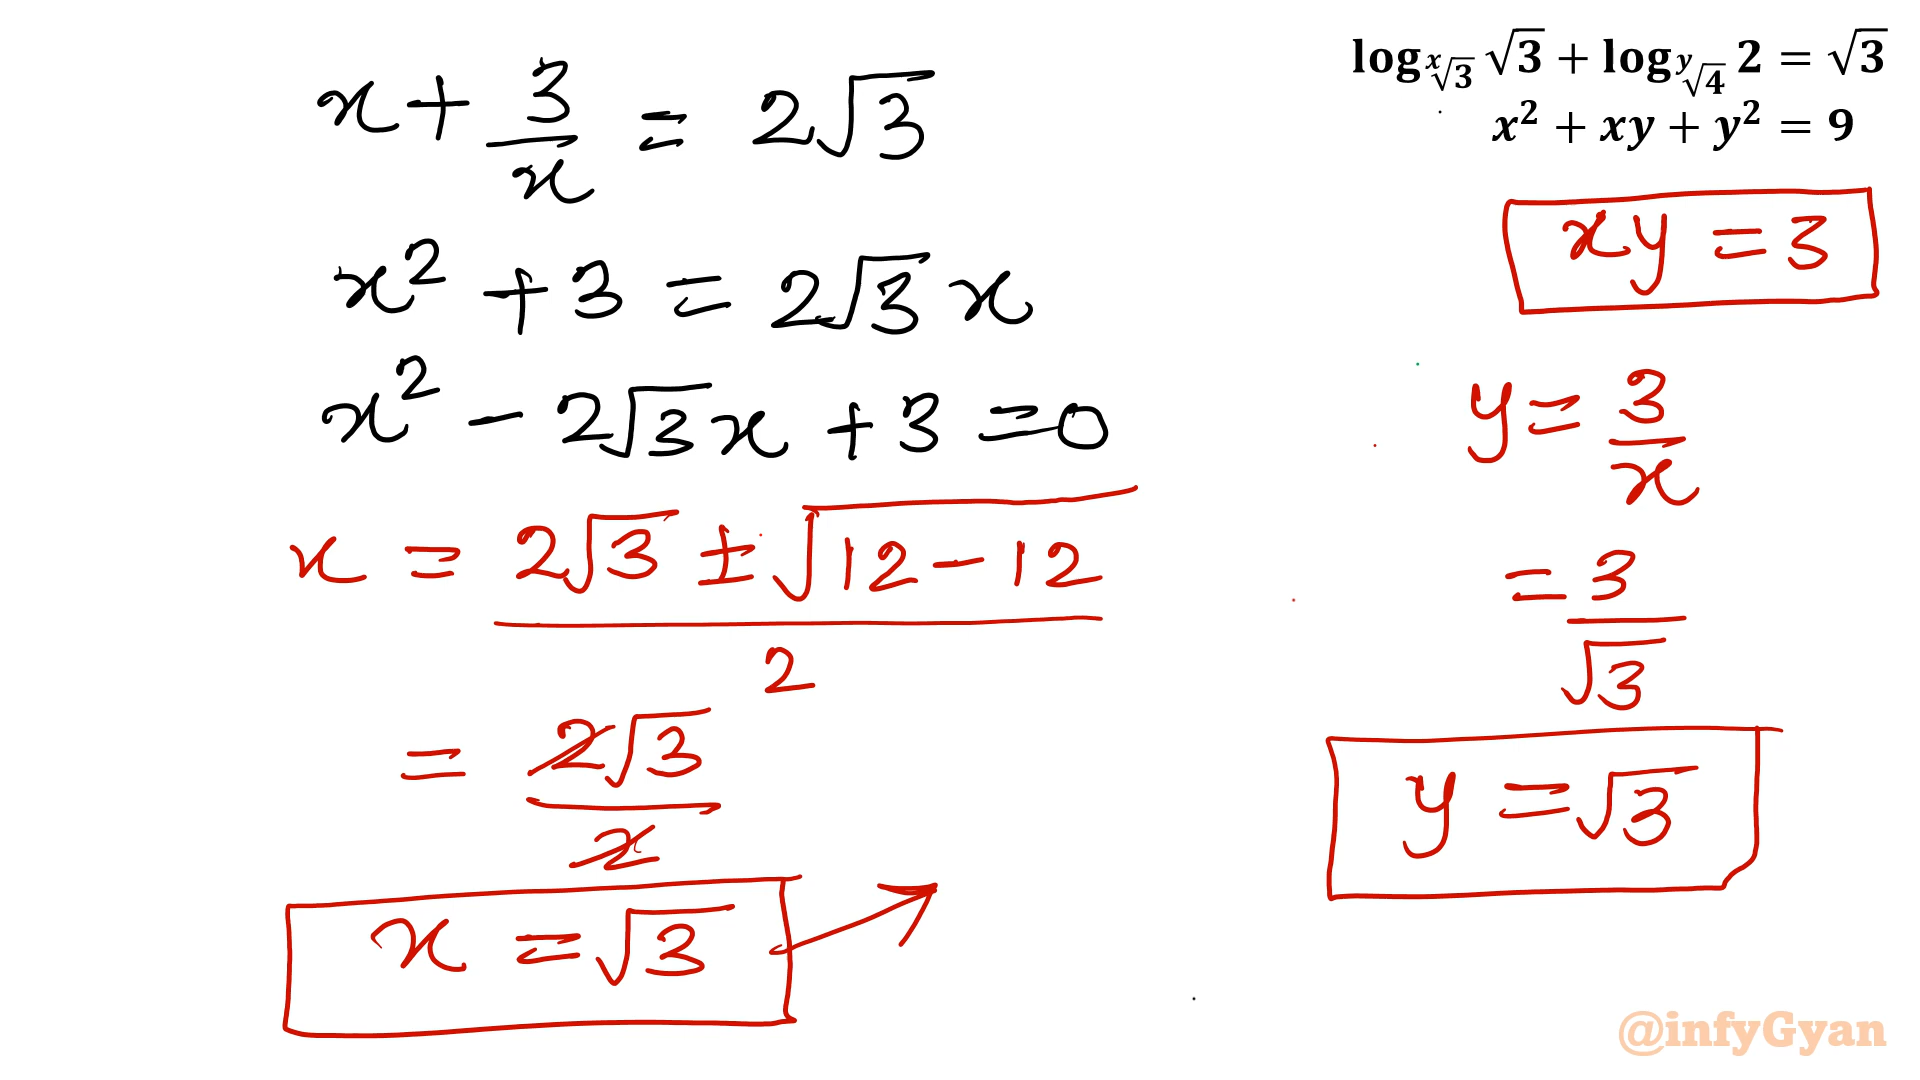 log_{\sqrt[x]{3}} √3 + log_{\sqrt[y]{4}} 2 = √3
x² + xy + y² = 9
x + 3/x = 2√3
x² + 3 = 2√3 x
x² - 2√3 x + 3 = 0
x = (2√3 ± √(12 - 12))/2
= 2√3/2
x = √3
xy = 3
y = 3/x
= 3/√3
y = √3
@infyGyan